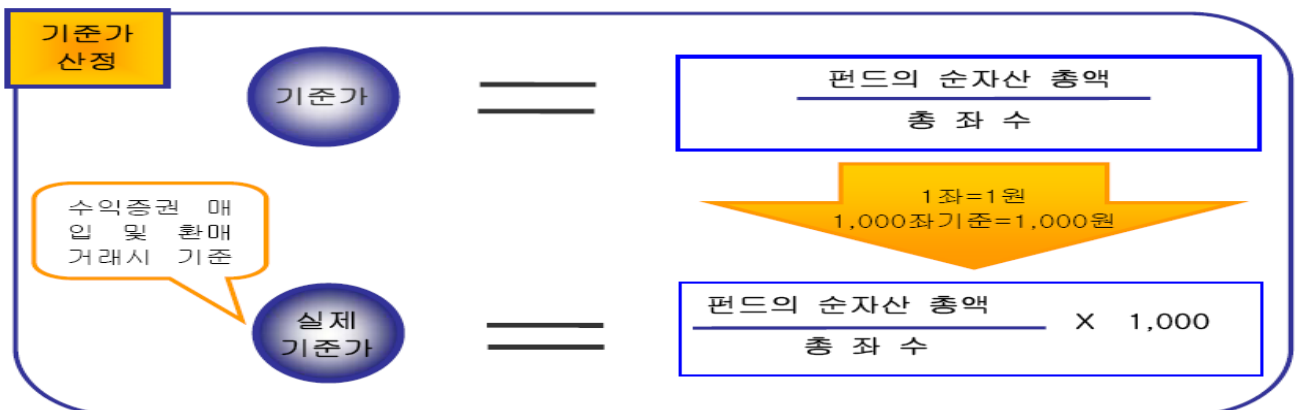 기준가
산정
기준가
펀드의 순자산 총액
총 좌 수
1좌=1원
1,000좌기준=1,000원
수익증권 매
입 및 환매
거래시 기준
실제
기준가
펀드의 순자산 총액
총 좌 수
X 1,000